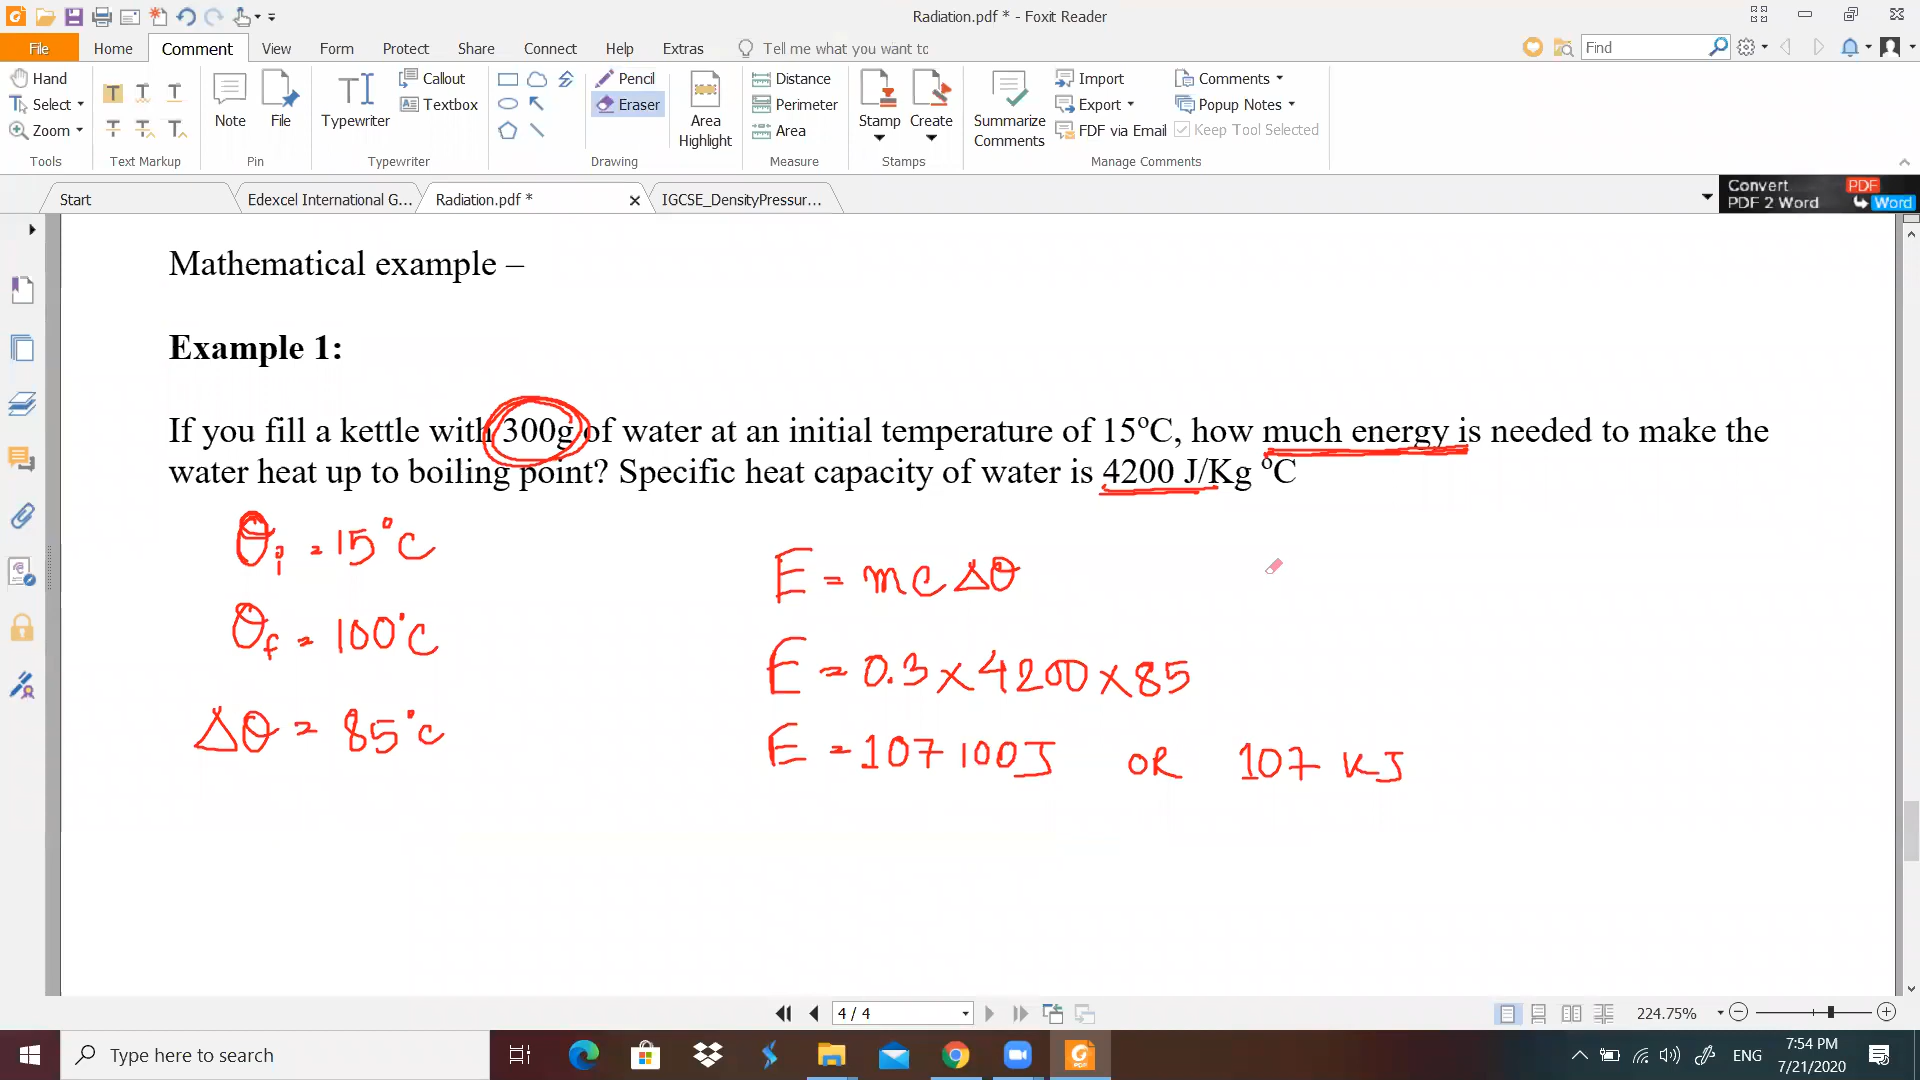 Radiation.pdf * - Foxit Reader
File Home Comment View Form Protect Share Connect Help Extras Tell me what you want to Find
Hand
Select
Zoom
Tools
Text Markup
Note
File
Pin
Typewriter
Callout
Textbox
Typewriter
Pencil
Eraser
Drawing
Area Highlight
Distance
Perimeter
Area
Measure
Stamp
Create
Stamps
Summarize Comments
Import
Export
FDF via Email
Comments
Popup Notes
Keep Tool Selected
Manage Comments
Start
Edexcel International G...
Radiation.pdf *
IGCSE_DensityPressur...
Convert PDF
PDF 2 Word Word
Mathematical example –
Example 1:
If you fill a kettle with 300g of water at an initial temperature of 15ºC, how much energy is needed to make the
water heat up to boiling point? Specific heat capacity of water is 4200 J/Kg ºC
θi = 15°C
θf = 100°C
Δθ = 85°C
E = mcΔθ
E = 0.3 × 4200 × 85
E = 107100J OR 107 KJ
4 / 4
224.75%
Type here to search
ENG
7:54 PM
7/21/2020